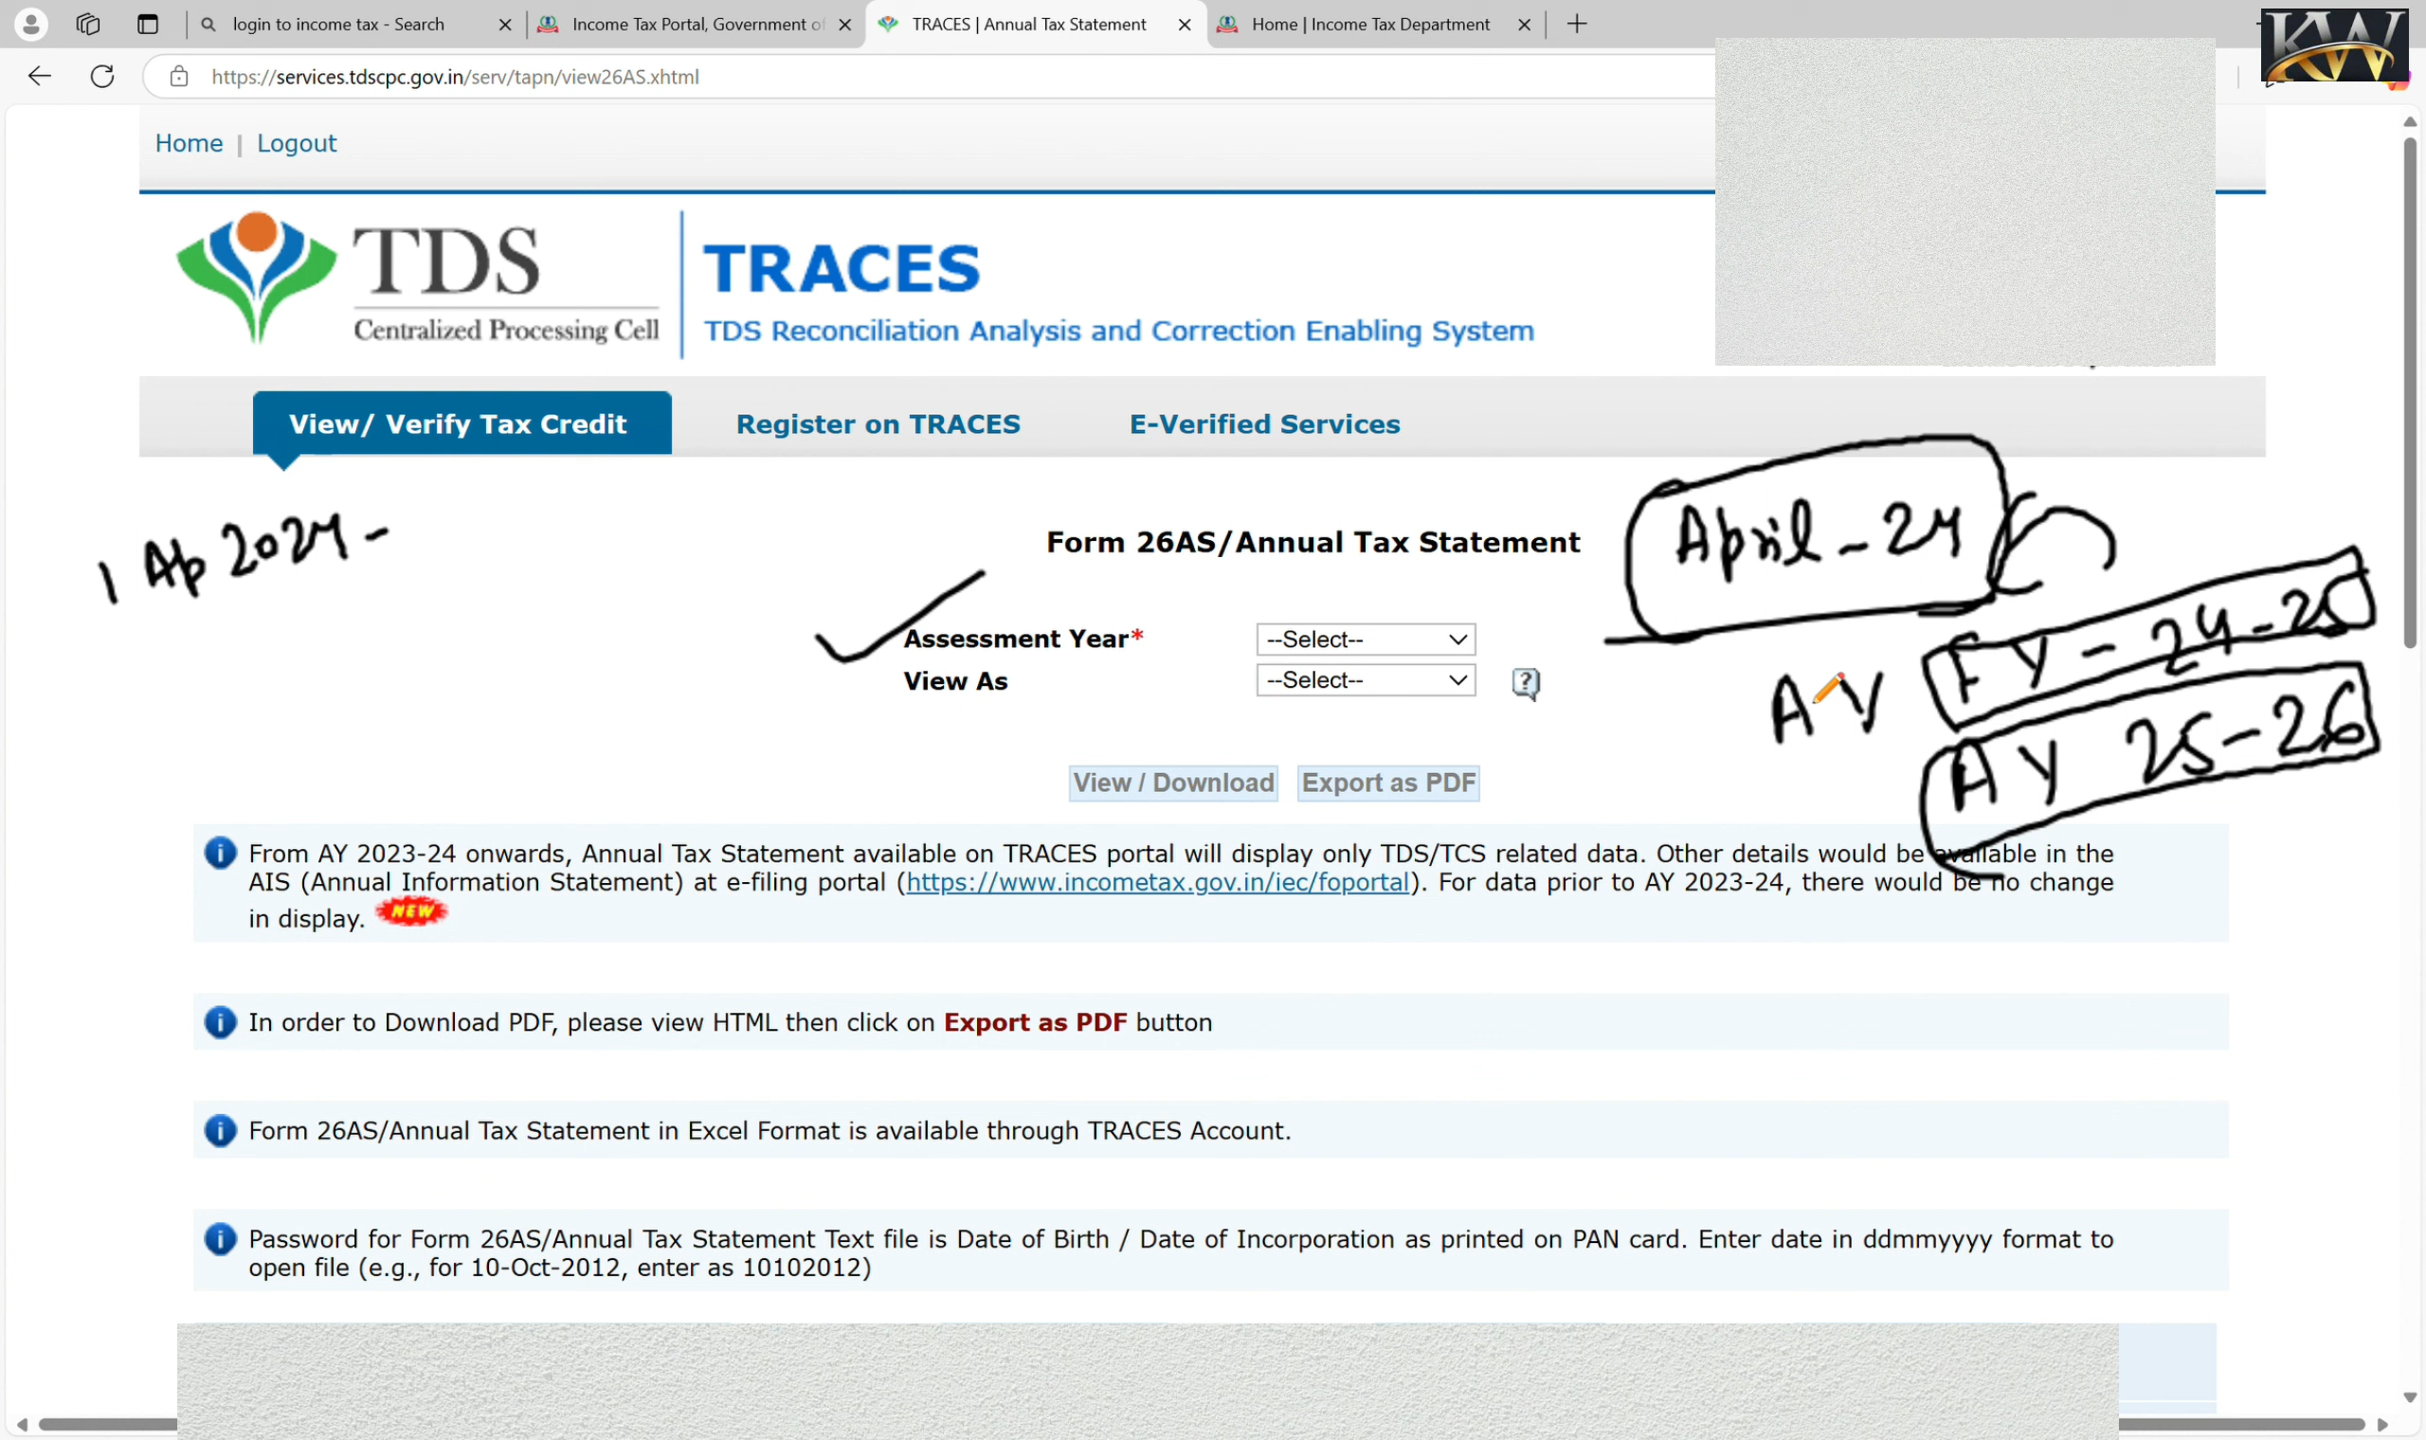 login to income tax - Search
Income Tax Portal, Government of
TRACES | Annual Tax Statement
Home | Income Tax Department
KW
https://services.tdscpc.gov.in/serv/tapn/view26AS.xhtml
Home | Logout
TDS
Centralized Processing Cell
TRACES
TDS Reconciliation Analysis and Correction Enabling System
View/ Verify Tax Credit
Register on TRACES
E-Verified Services
1 Ap 2024 -
Form 26AS/Annual Tax Statement
April - 24
Assessment Year*
--Select--
FY - 24-25
View As
--Select--
?
AY
AY 25-26
View / Download
Export as PDF
From AY 2023-24 onwards, Annual Tax Statement available on TRACES portal will display only TDS/TCS related data. Other details would be available in the
AIS (Annual Information Statement) at e-filing portal (https://www.incometax.gov.in/iec/foportal). For data prior to AY 2023-24, there would be no change
in display. NEW
In order to Download PDF, please view HTML then click on Export as PDF button
Form 26AS/Annual Tax Statement in Excel Format is available through TRACES Account.
Password for Form 26AS/Annual Tax Statement Text file is Date of Birth / Date of Incorporation as printed on PAN card. Enter date in ddmmyyyy format to
open file (e.g., for 10-Oct-2012, enter as 10102012)